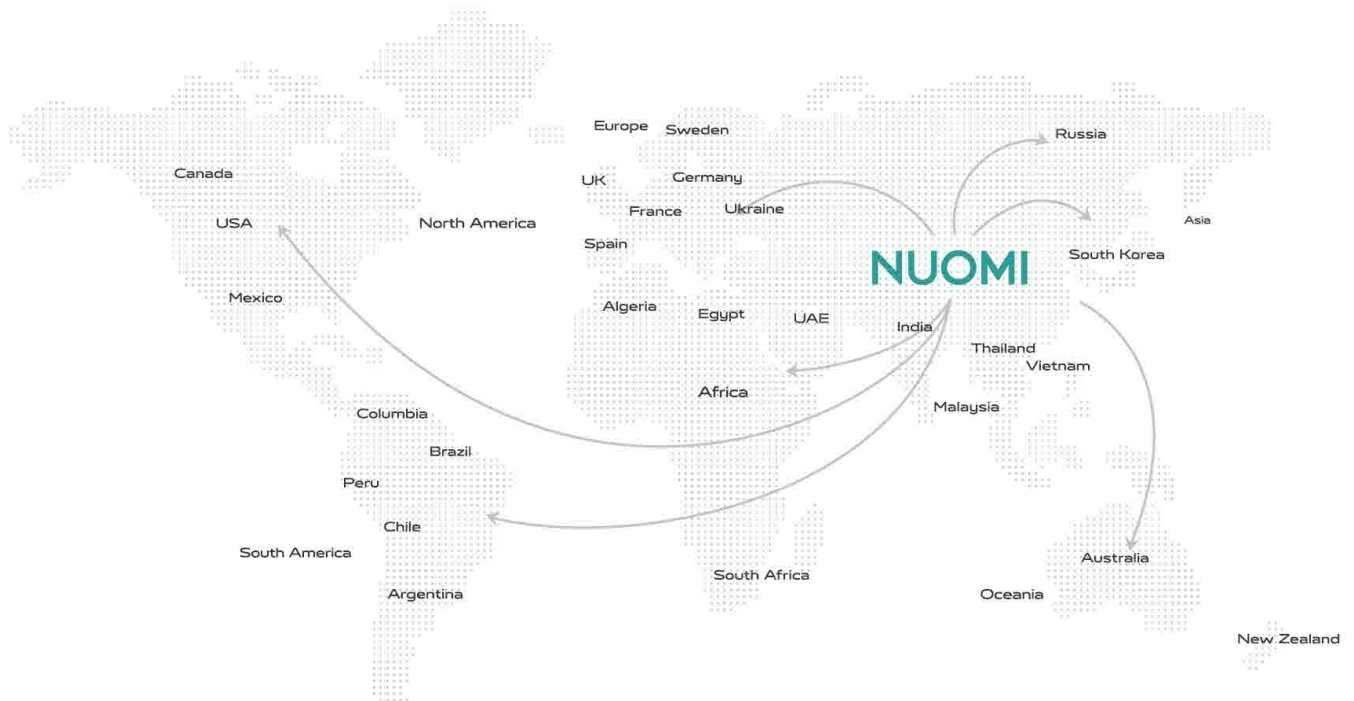 Europe
Sweden
Russia
Canada
UK
Germany
USA
North America
France
Ukraine
Asia
Spain
South Korea
NUOMI
Mexico
Algeria
Egypt
UAE
India
Thailand
Vietnam
Africa
Malaysia
Columbia
Brazil
Peru
Chile
South America
Australia
South Africa
Argentina
Oceania
New Zealand